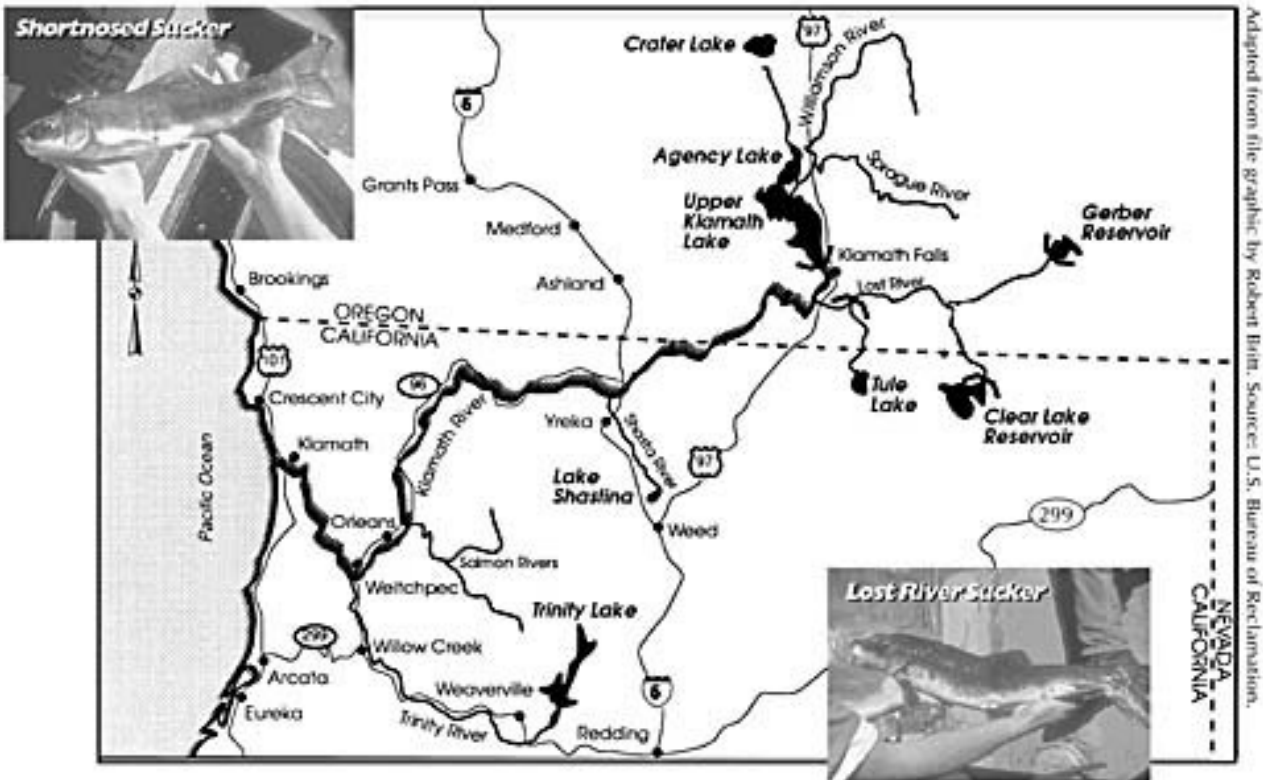 Shortnosed Sucker
97
Crater Lake
Williamson River
6
Agency Lake
Grants Pass
Sprague River
Upper
Klamath
Lake
Gerber
Reservoir
Medford
Klamath Falls
Brookings
Ashland
Lost River
OREGON
CALIFORNIA
101
96
Tule
Lake
Crescent City
Clear Lake
Reservoir
Klamath River
Yreka
Shasta River
Klamath
97
Pacific Ocean
Lake
Shastina
Orleans
Weed
299
Salmon Rivers
Weitchpec
Lost River Sucker
Trinity Lake
NEVADA
CALIFORNIA
299
Willow Creek
Arcata
Weaverville
6
Eureka
Trinity River
Redding
Adapted from file graphic by Robert Britt. Source: U.S. Bureau of Reclamation.